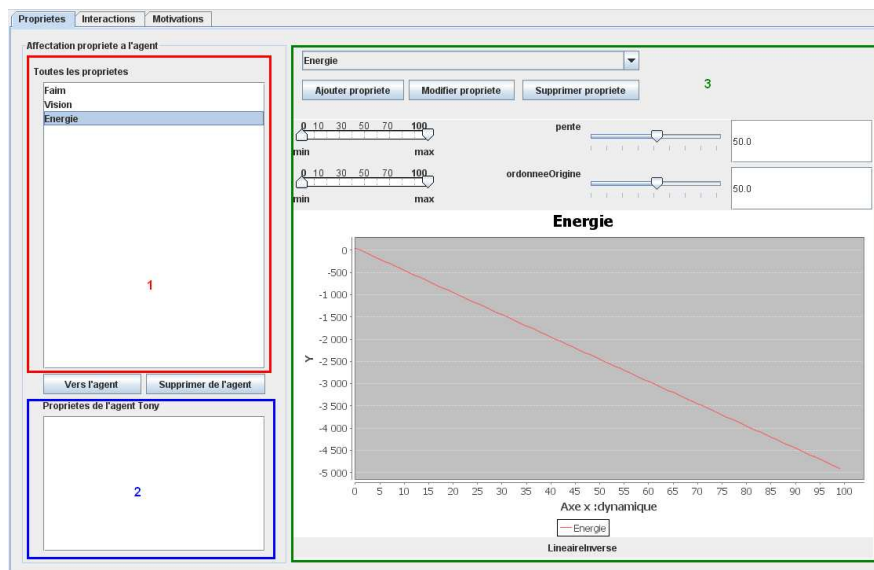 Proprietes Interactions Motivations
Affectation propriete a l'agent
Toutes les proprietes
Faim
Vision
Energie
1
Vers l'agent Supprimer de l'agent
Proprietes de l'agent Tony
2
Energie
Ajouter propriete Modifier propriete Supprimer propriete
3
0 10 30 50 70 100
min max
pente
50.0
0 10 30 50 70 100
min max
ordonneeOrigine
50.0
Energie
0
-500
-1 000
-1 500
-2 000
-2 500
-3 000
-3 500
-4 000
-4 500
-5 000
Y
0 5 10 15 20 25 30 35 40 45 50 55 60 65 70 75 80 85 90 95 100
Axe x :dynamique
Energie
LineaireInverse